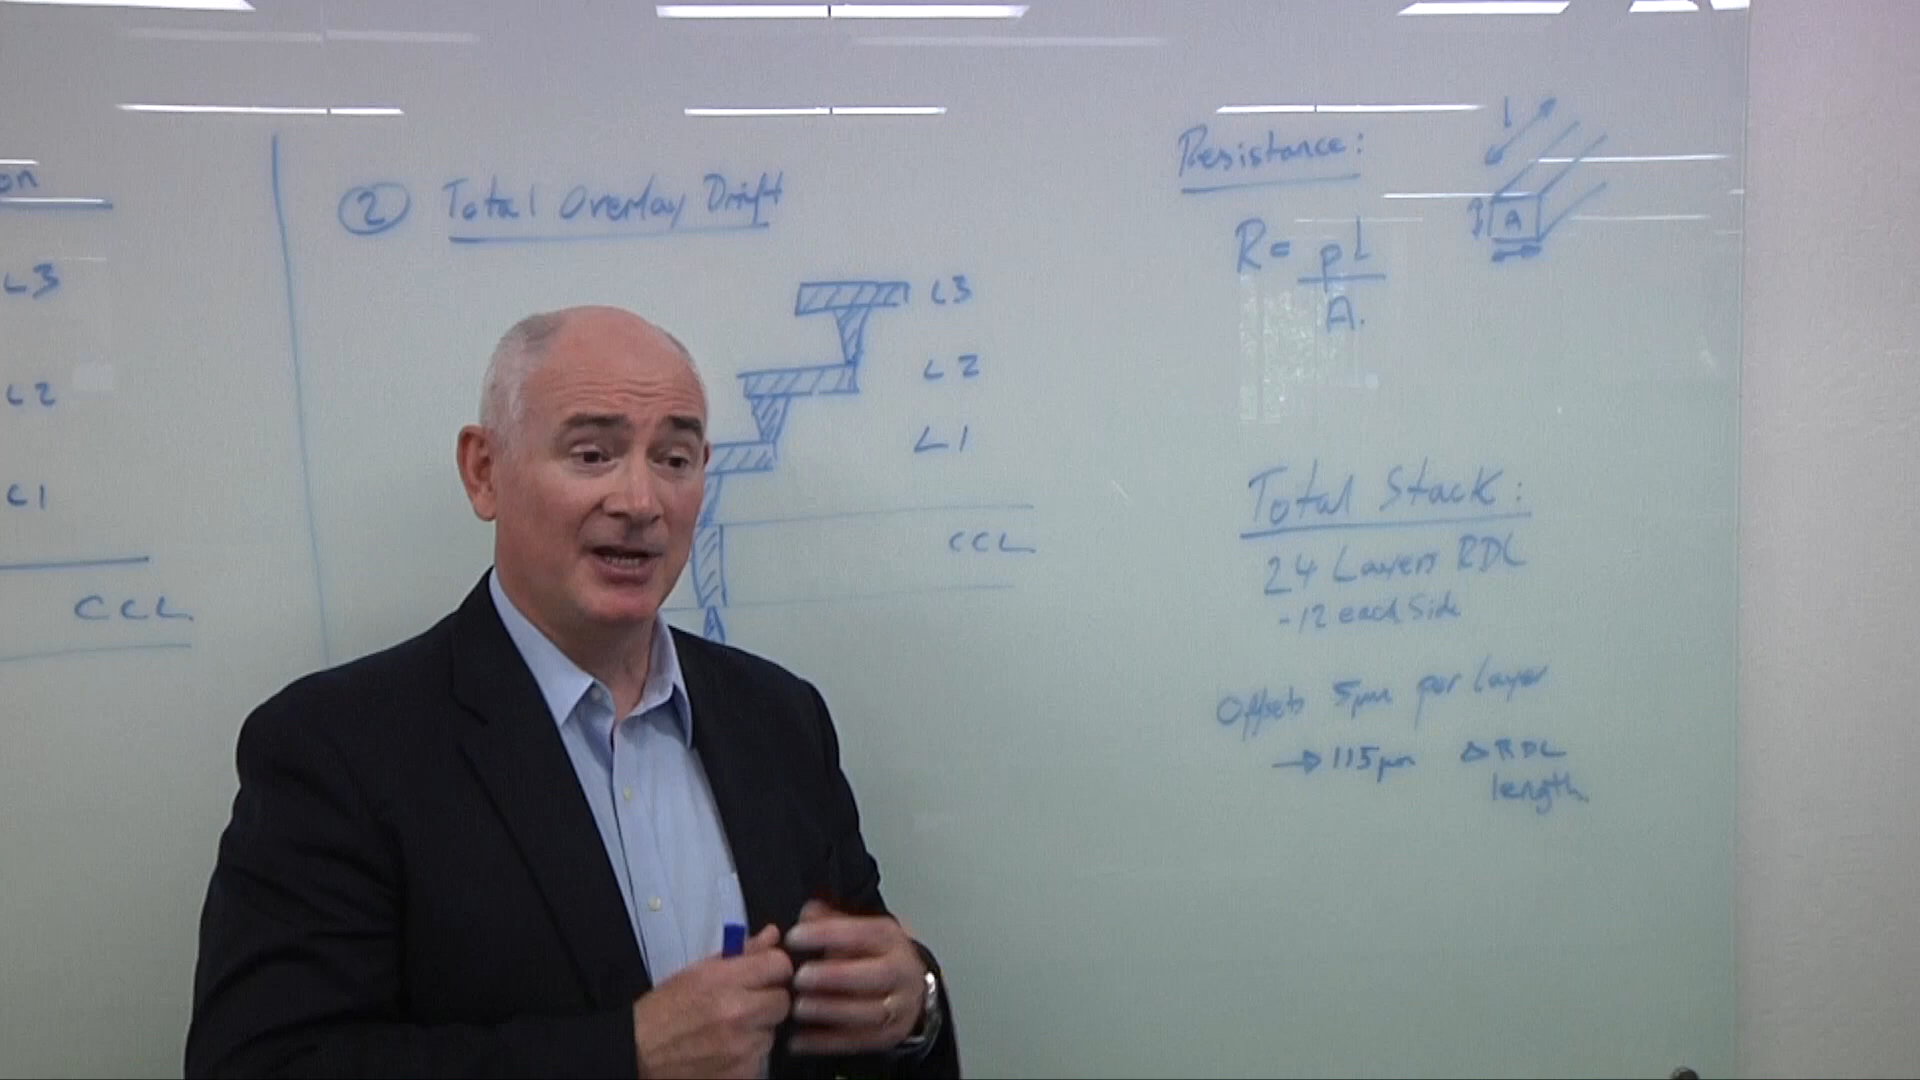 on
L3
L2
L1
CCL
② Total Overlay Drift
L3
L2
L1
CCL
Resistance:
l
A
R = ρL
A.
Total Stack:
24 Layers RDL
-12 each Side
Offsets 5μm per layer
→ 115μm Δ RDL
length.